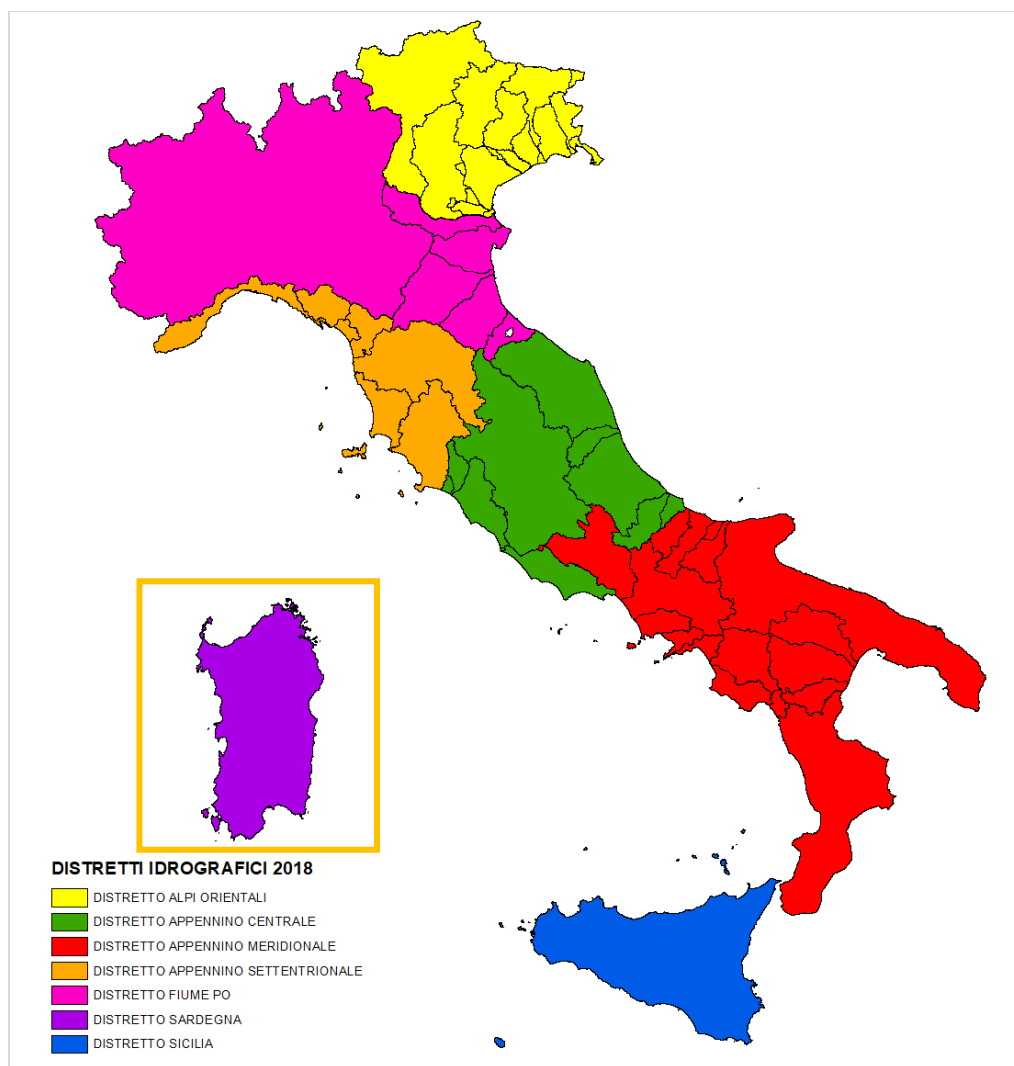 DISTRETTI IDROGRAFICI 2018
DISTRETTO ALPI ORIENTALI
DISTRETTO APPENNINO CENTRALE
DISTRETTO APPENNINO MERIDIONALE
DISTRETTO APPENNINO SETTENTRIONALE
DISTRETTO FIUME PO
DISTRETTO SARDEGNA
DISTRETTO SICILIA